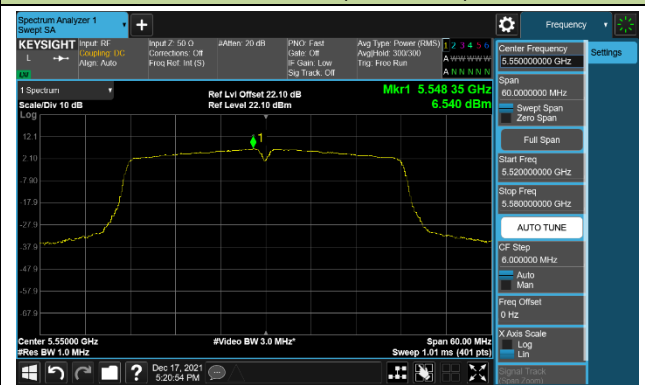 Spectrum Analyzer 1
Swept SA
Frequency
KEYSIGHT
L
Input: RF
Coupling: DC
Align: Auto
Input Z: 50 Ω
Corrections: Off
Freq Ref: Int (S)
#Atten: 20 dB
PNO: Fast
Gate: Off
IF Gain: Low
Sig Track: Off
Avg Type: Power (RMS)
Avg|Hold: 300/300
Trig: Free Run
1 2 3 4 5 6
A W W W W W
A N N N N N
Center Frequency
5.550000000 GHz
Settings
1 Spectrum
Scale/Div 10 dB
Log
Ref Lvl Offset 22.10 dB
Ref Level 22.10 dBm
Mkr1 5.548 35 GHz
6.540 dBm
1
12.1
2.10
-7.90
-17.9
-27.9
-37.9
-47.9
-57.9
-67.9
Center 5.55000 GHz
#Res BW 1.0 MHz
#Video BW 3.0 MHz*
Span 60.00 MHz
Sweep 1.01 ms (401 pts)
Span
60.0000000 MHz
Swept Span
Zero Span
Full Span
Start Freq
5.520000000 GHz
Stop Freq
5.580000000 GHz
AUTO TUNE
CF Step
6.000000 MHz
Auto
Man
Freq Offset
0 Hz
X Axis Scale
Log
Lin
Signal Track
(Span Zoom)
Dec 17, 2021
5:20:54 PM